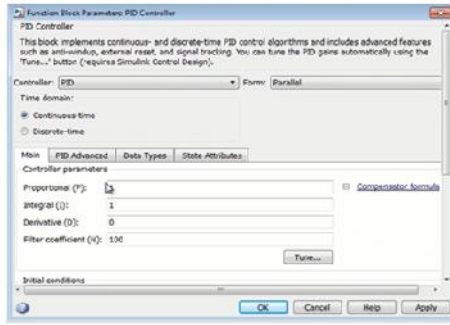 Function Block Parameters: PID Controller
PID Controller
This block implements continuous- and discrete-time PID control algorithms and includes advanced features
such as anti-windup, external reset, and signal tracking. You can tune the PID gains automatically using the
'Tune...' button (requires Simulink Control Design).
Controller: PID Form: Parallel
Time domain:
Continuous-time
Discrete-time
Main PID Advanced Data Types State Attributes
Controller parameters
Proportional (P): Compensator formula
Integral (I): 1
Derivative (D): 0
Filter coefficient (N): 100
Tune...
Initial conditions
OK Cancel Help Apply